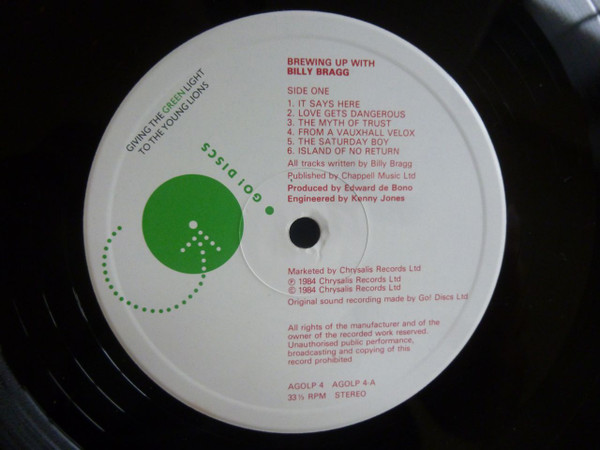 GIVING THE GREEN LIGHT
TO THE YOUNG LIONS
GO! DISCS
BREWING UP WITH
BILLY BRAGG
SIDE ONE
1. IT SAYS HERE
2. LOVE GETS DANGEROUS
3. THE MYTH OF TRUST
4. FROM A VAUXHALL VELOX
5. THE SATURDAY BOY
6. ISLAND OF NO RETURN
All tracks written by Billy Bragg
Published by Chappell Music Ltd
Produced by Edward de Bono
Engineered by Kenny Jones
Marketed by Chrysalis Records Ltd
℗ 1984 Chrysalis Records Ltd
© 1984 Chrysalis Records Ltd
Original sound recording made by Go! Discs Ltd
All rights of the manufacturer and of the
owner of the recorded work reserved.
Unauthorised public performance,
broadcasting and copying of this
record prohibited
AGOLP 4 AGOLP 4-A
33⅓ RPM STEREO